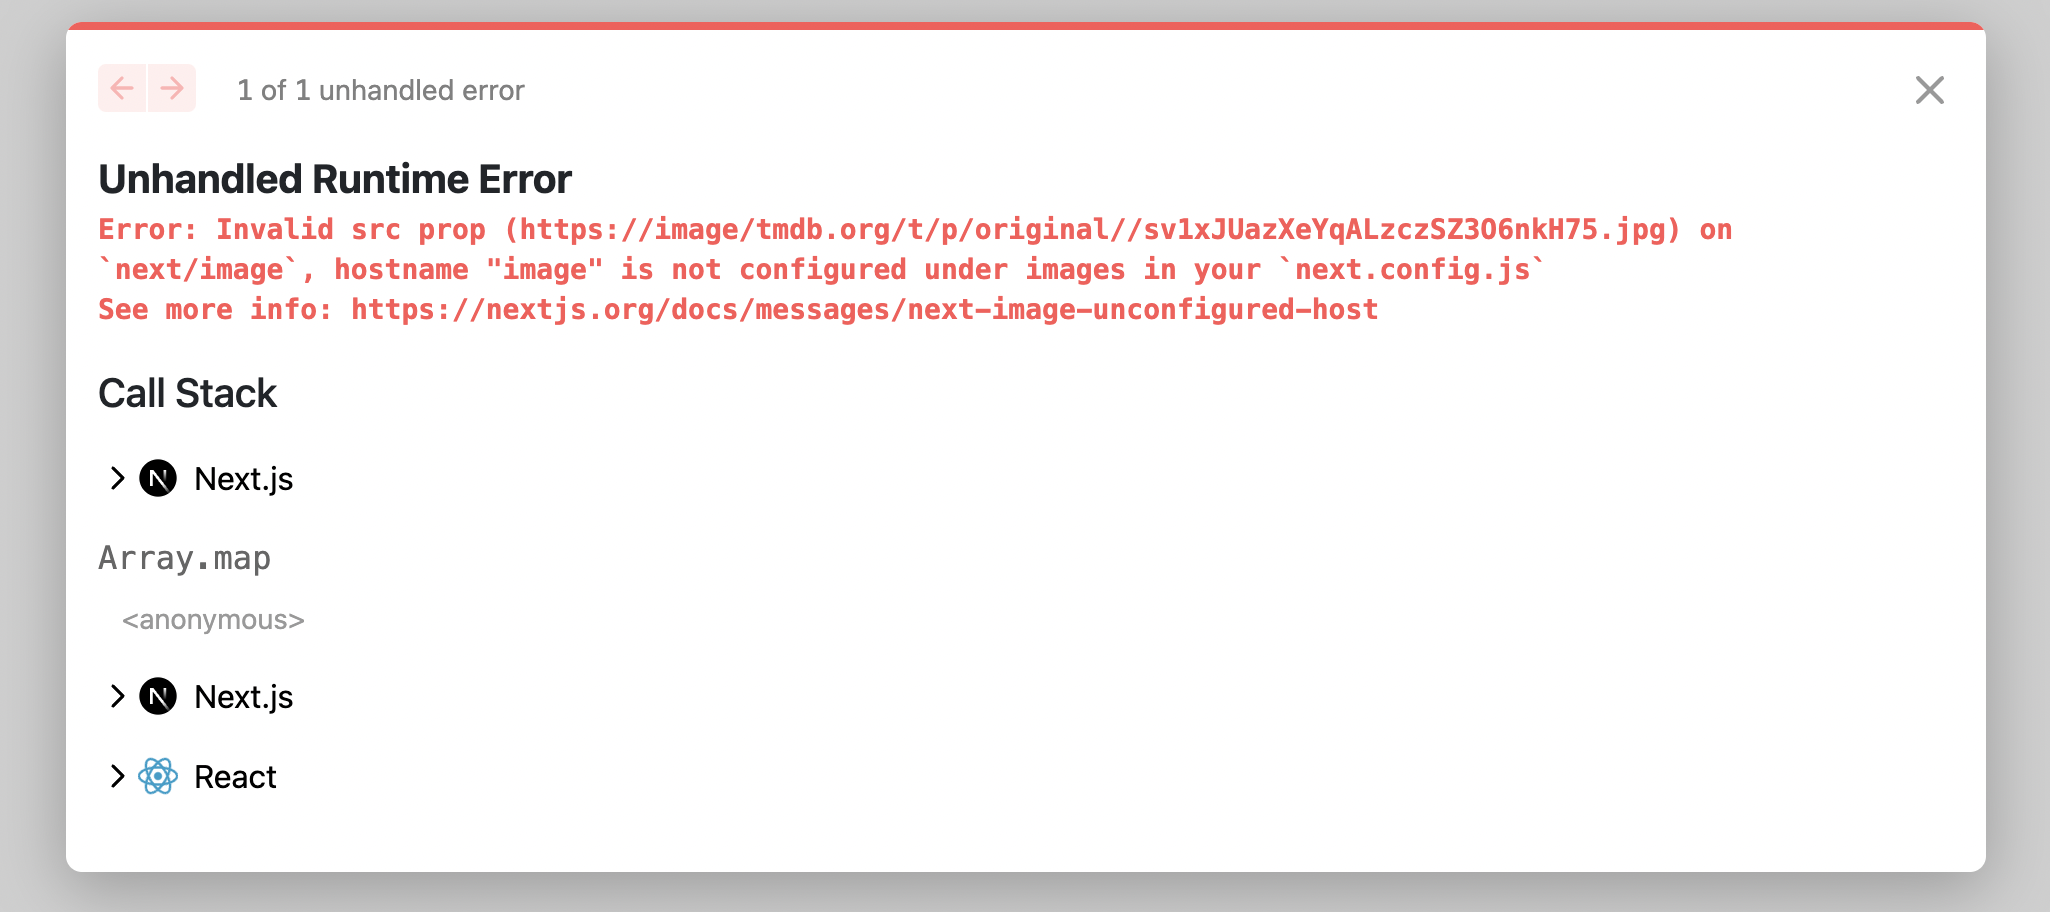 1 of 1 unhandled error
Unhandled Runtime Error
Error: Invalid src prop (https://image/tmdb.org/t/p/original//sv1xJUazXeYqALzczSZ3O6nkH75.jpg) on
`next/image`, hostname "image" is not configured under images in your `next.config.js`
See more info: https://nextjs.org/docs/messages/next-image-unconfigured-host
Call Stack
Next.js
Array.map
<anonymous>
Next.js
React